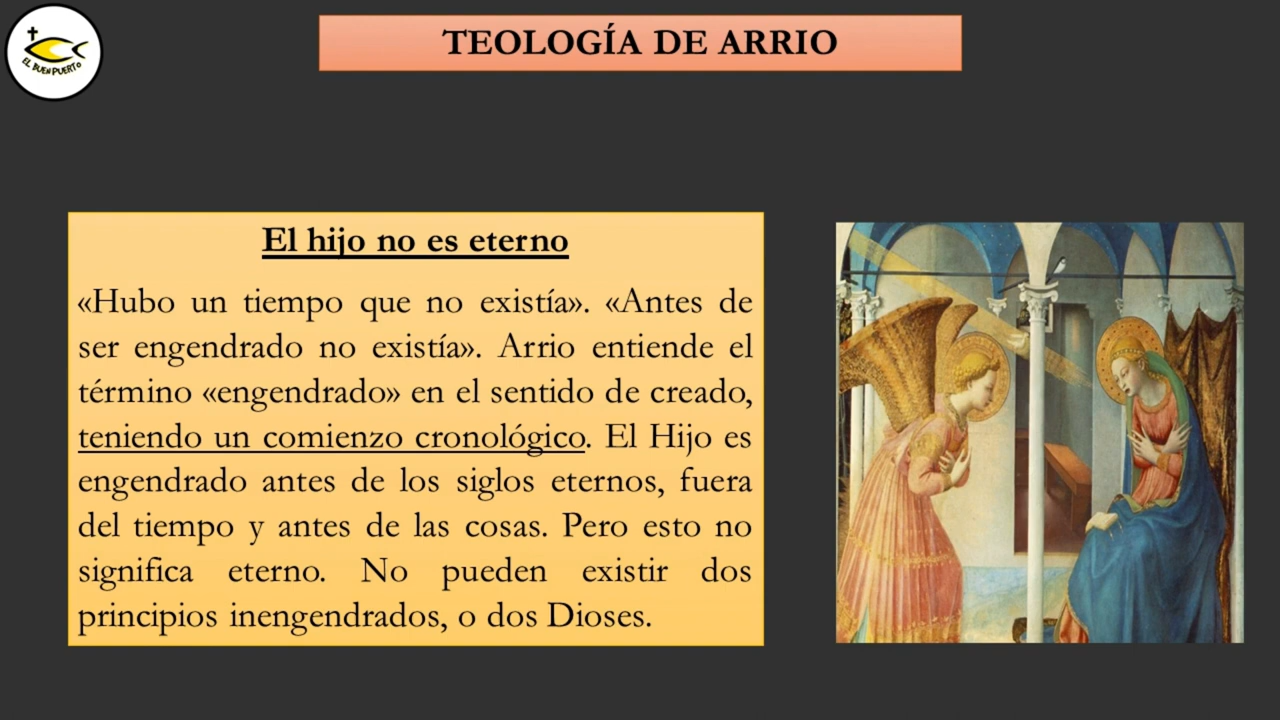 EL BUEN PUERTO
TEOLOGÍA DE ARRIO
El hijo no es eterno
«Hubo un tiempo que no existía». «Antes de
ser engendrado no existía». Arrio entiende el
término «engendrado» en el sentido de creado,
teniendo un comienzo cronológico. El Hijo es
engendrado antes de los siglos eternos, fuera
del tiempo y antes de las cosas. Pero esto no
significa eterno. No pueden existir dos
principios inengendrados, o dos Dioses.